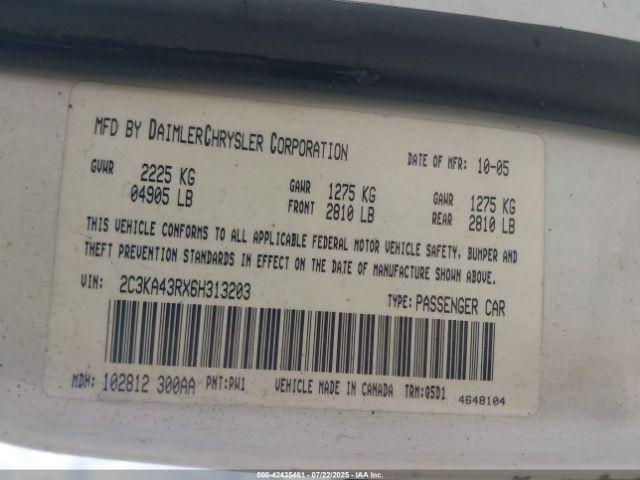 MFD BY DAIMLERCHRYSLER CORPORATION DATE OF MFR: 10-05
GVWR 2225 KG 04905 LB GAWR FRONT 1275 KG 2810 LB GAWR REAR 1275 KG 2810 LB
THIS VEHICLE CONFORMS TO ALL APPLICABLE FEDERAL MOTOR VEHICLE SAFETY, BUMPER AND
THEFT PREVENTION STANDARDS IN EFFECT ON THE DATE OF MANUFACTURE SHOWN ABOVE.
VIN: 2C3KA43RX6H313203 TYPE: PASSENGER CAR
MDH: 102812 300AA PNT: PW1 VEHICLE MADE IN CANADA TRM: Q5D1
4648104
000-42435461 - 07/22/2025 - IAA Inc.